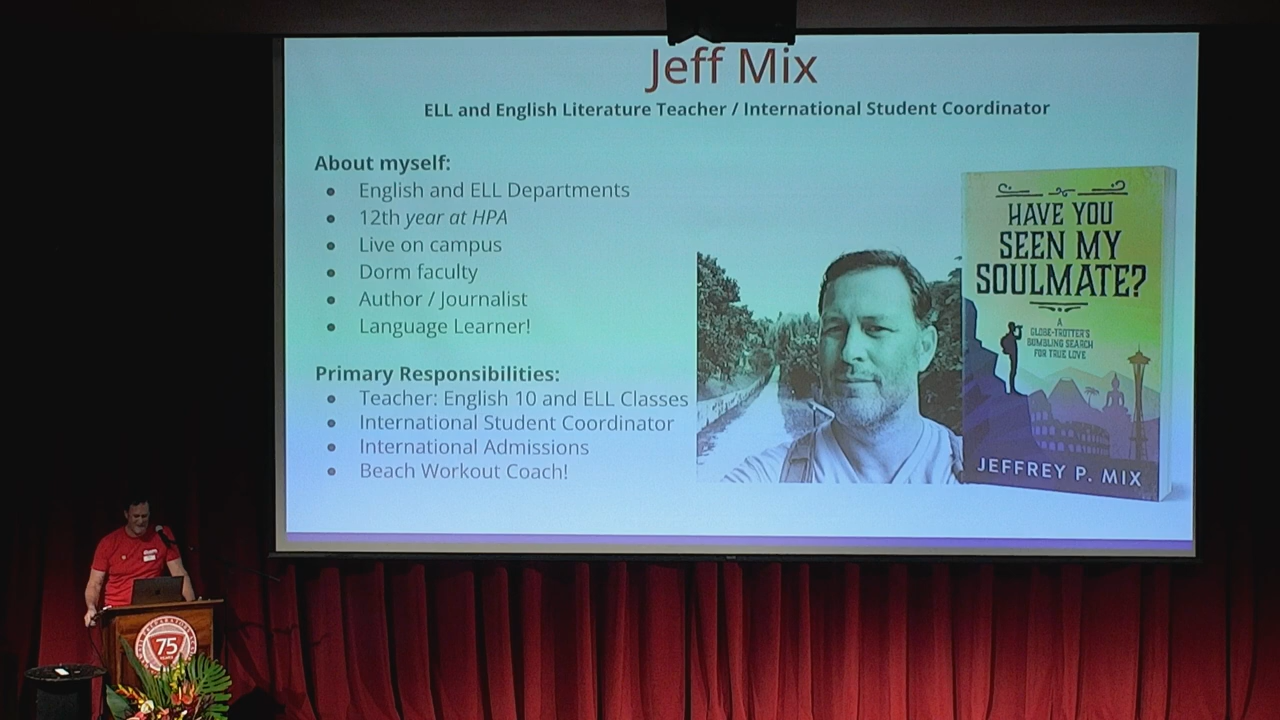 Jeff Mix
ELL and English Literature Teacher / International Student Coordinator
About myself:
● English and ELL Departments
● 12th year at HPA
● Live on campus
● Dorm faculty
● Author / Journalist
● Language Learner!
Primary Responsibilities:
● Teacher: English 10 and ELL Classes
● International Student Coordinator
● International Admissions
● Beach Workout Coach!
HAVE YOU
SEEN MY
SOULMATE?
A
GLOBE-TROTTER'S
BUMBLING SEARCH
FOR TRUE LOVE
JEFFREY P. MIX
75